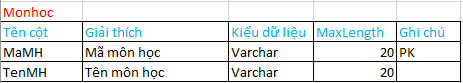 Monhoc
Tên cột Giải thích Kiểu dữ liệu MaxLength Ghi chú
MaMH Mã môn học Varchar 20 PK
TenMH Tên môn học Varchar 20